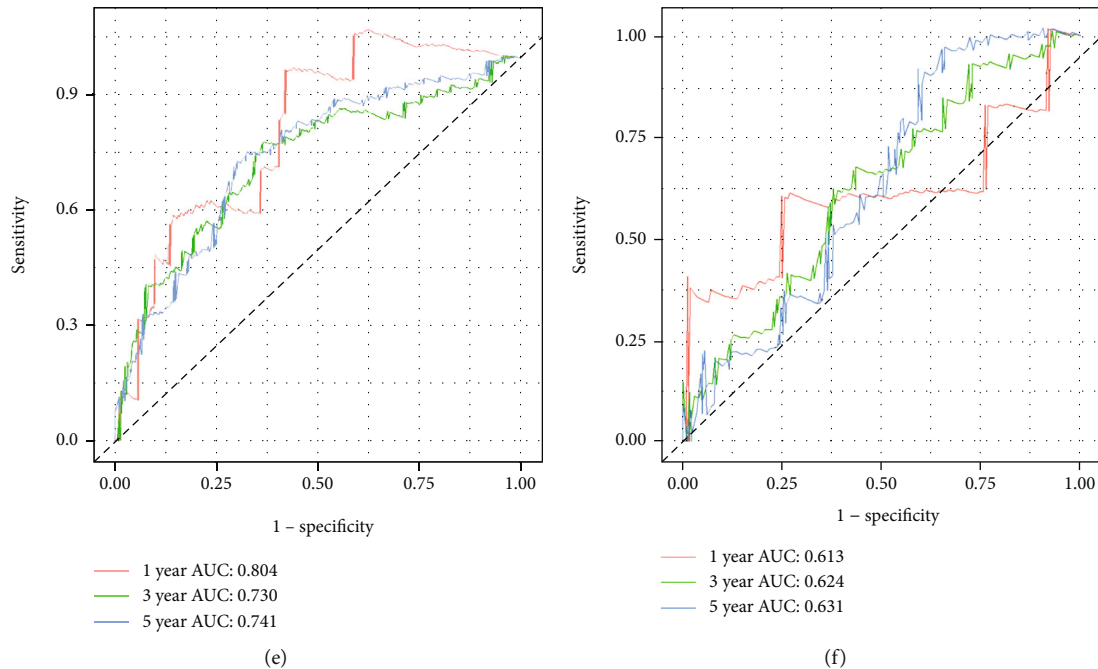 Sensitivity
0.9
0.6
0.3
0.0
0.00 0.25 0.50 0.75 1.00
1 – specificity
1 year AUC: 0.804
3 year AUC: 0.730
5 year AUC: 0.741
(e)
Sensitivity
1.00
0.75
0.50
0.25
0.00
0.00 0.25 0.50 0.75 1.00
1 – specificity
1 year AUC: 0.613
3 year AUC: 0.624
5 year AUC: 0.631
(f)